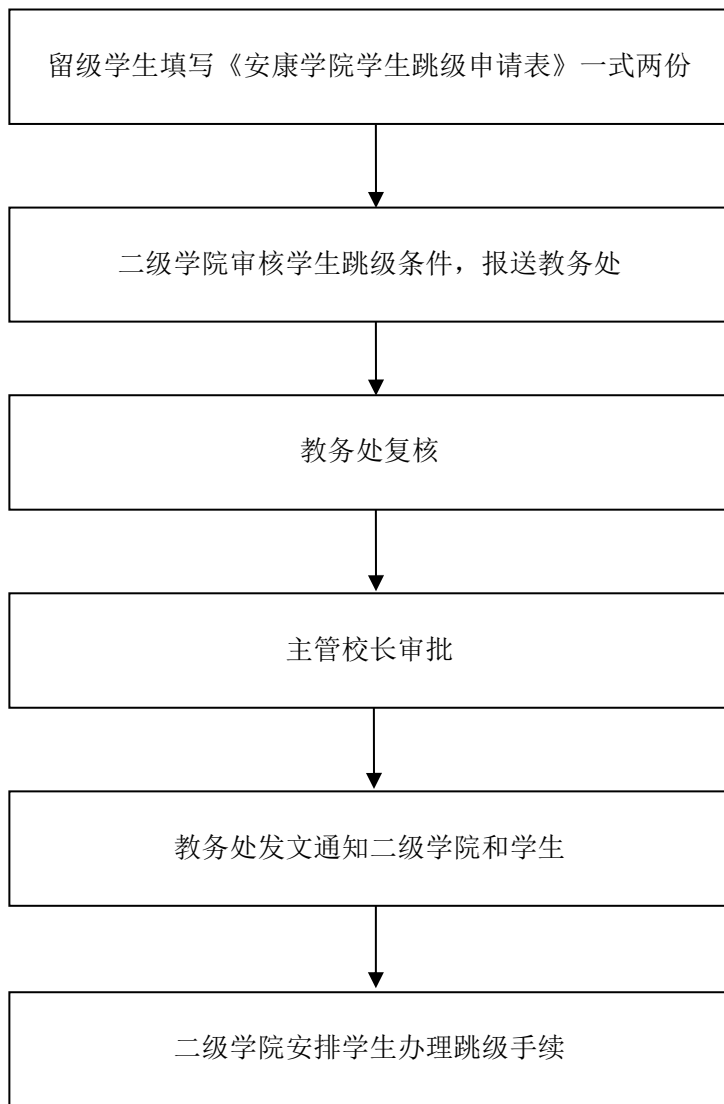 留级学生填写《安康学院学生跳级申请表》一式两份
二级学院审核学生跳级条件，报送教务处
教务处复核
主管校长审批
教务处发文通知二级学院和学生
二级学院安排学生办理跳级手续